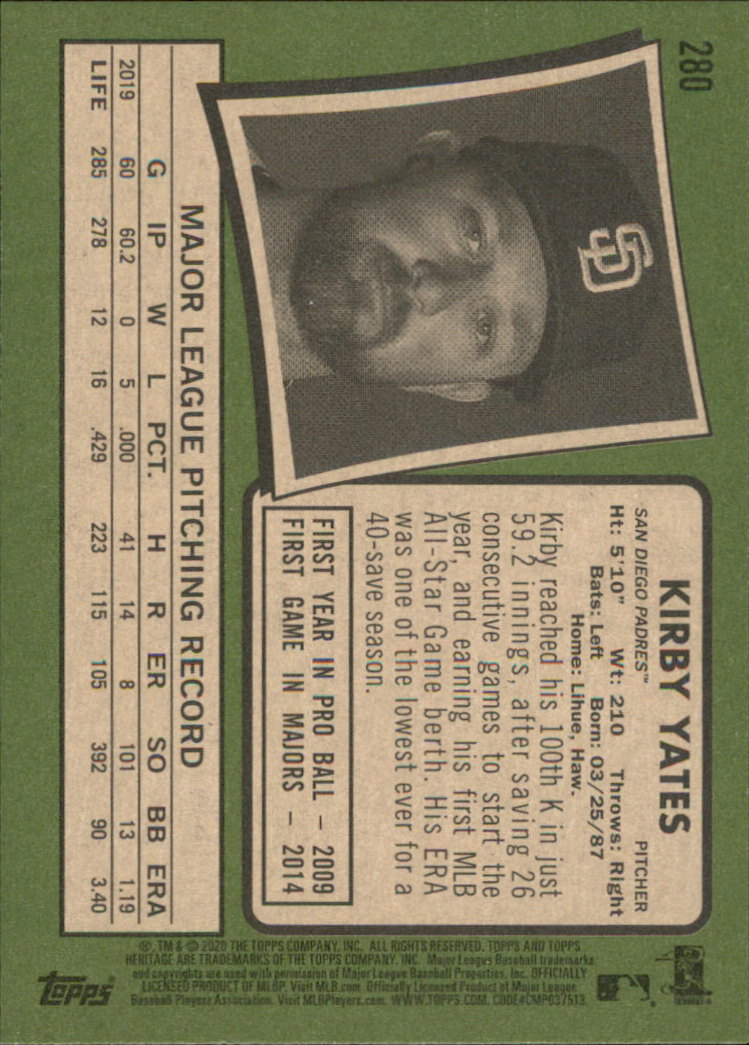 280
SD
KIRBY YATES
SAN DIEGO PADRES™ PITCHER
Ht: 5'10" Wt: 210 Throws: Right
Bats: Left Born: 03/25/87
Home: Lihue, Haw.
Kirby reached his 100th K in just
59.2 innings, after saving 26
consecutive games to start the
year, and earning his first MLB
All-Star Game berth. His ERA
was one of the lowest ever for a
40-save season.
FIRST YEAR IN PRO BALL – 2009
FIRST GAME IN MAJORS – 2014
MAJOR LEAGUE PITCHING RECORD
G IP W L PCT. H R ER SO BB ERA
2019 60 60.2 0 5 .000 41 14 8 101 13 1.19
LIFE 285 278 12 16 .429 223 115 105 392 90 3.40
®, TM & © 2020 THE TOPPS COMPANY, INC. ALL RIGHTS RESERVED. TOPPS AND TOPPS
HERITAGE ARE TRADEMARKS OF THE TOPPS COMPANY, INC. Major League Baseball trademarks
and copyrights are used with permission of Major League Baseball Properties, Inc. OFFICIALLY
LICENSED PRODUCT OF MLBP. Visit MLB.com. Officially Licensed Product of Major League
Baseball Players Association. Visit MLBPlayers.com. WWW.TOPPS.COM. CODE#CMP037513
TOPPS